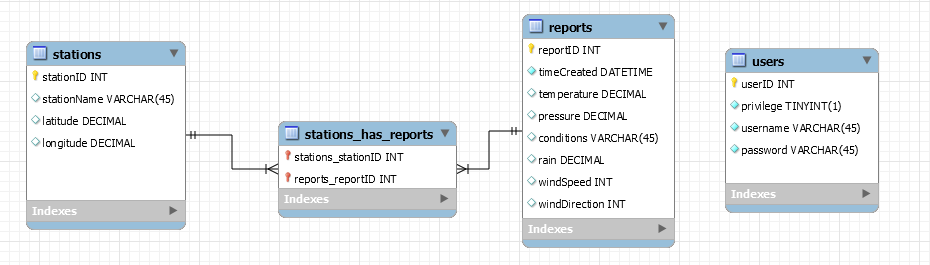 stations
stationID INT
stationName VARCHAR(45)
latitude DECIMAL
longitude DECIMAL
Indexes
stations_has_reports
stations_stationID INT
reports_reportID INT
Indexes
reports
reportID INT
timeCreated DATETIME
temperature DECIMAL
pressure DECIMAL
conditions VARCHAR(45)
rain DECIMAL
windSpeed INT
windDirection INT
Indexes
users
userID INT
privilege TINYINT(1)
username VARCHAR(45)
password VARCHAR(45)
Indexes